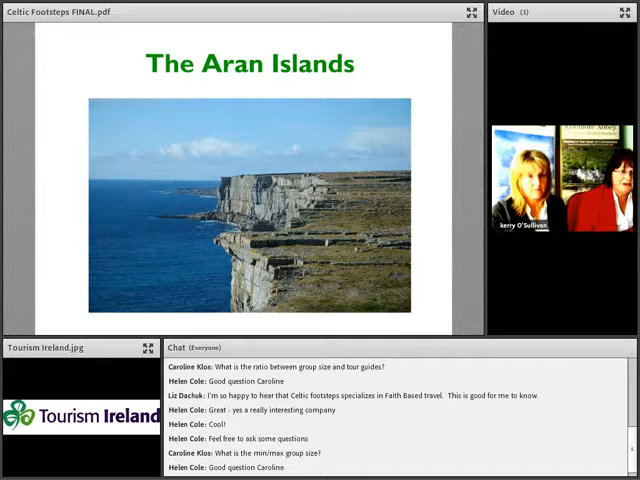 Celtic Footsteps FINAL.pdf
Video (1)
The Aran Islands
Abbey
kerry O'Sullivan
Tourism Ireland.jpg
Chat (Everyone)
Tourism Ireland
Caroline Klos: What is the ratio between group size and tour guides?
Helen Cole: Good question Caroline
Liz Dachuk: I'm so happy to hear that Celtic footsteps specializes in Faith Based travel. This is good for me to know.
Helen Cole: Great - yes a really interesting company
Helen Cole: Cool!
Helen Cole: Feel free to ask some questions
Caroline Klos: What is the min/max group size?
Helen Cole: Good question Caroline